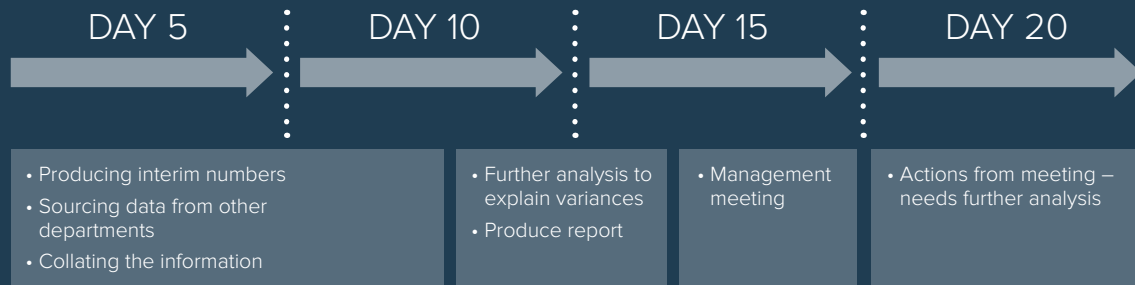 DAY 5
DAY 10
DAY 15
DAY 20
• Producing interim numbers
• Sourcing data from other
departments
• Collating the information
• Further analysis to
explain variances
• Produce report
• Management
meeting
• Actions from meeting –
needs further analysis